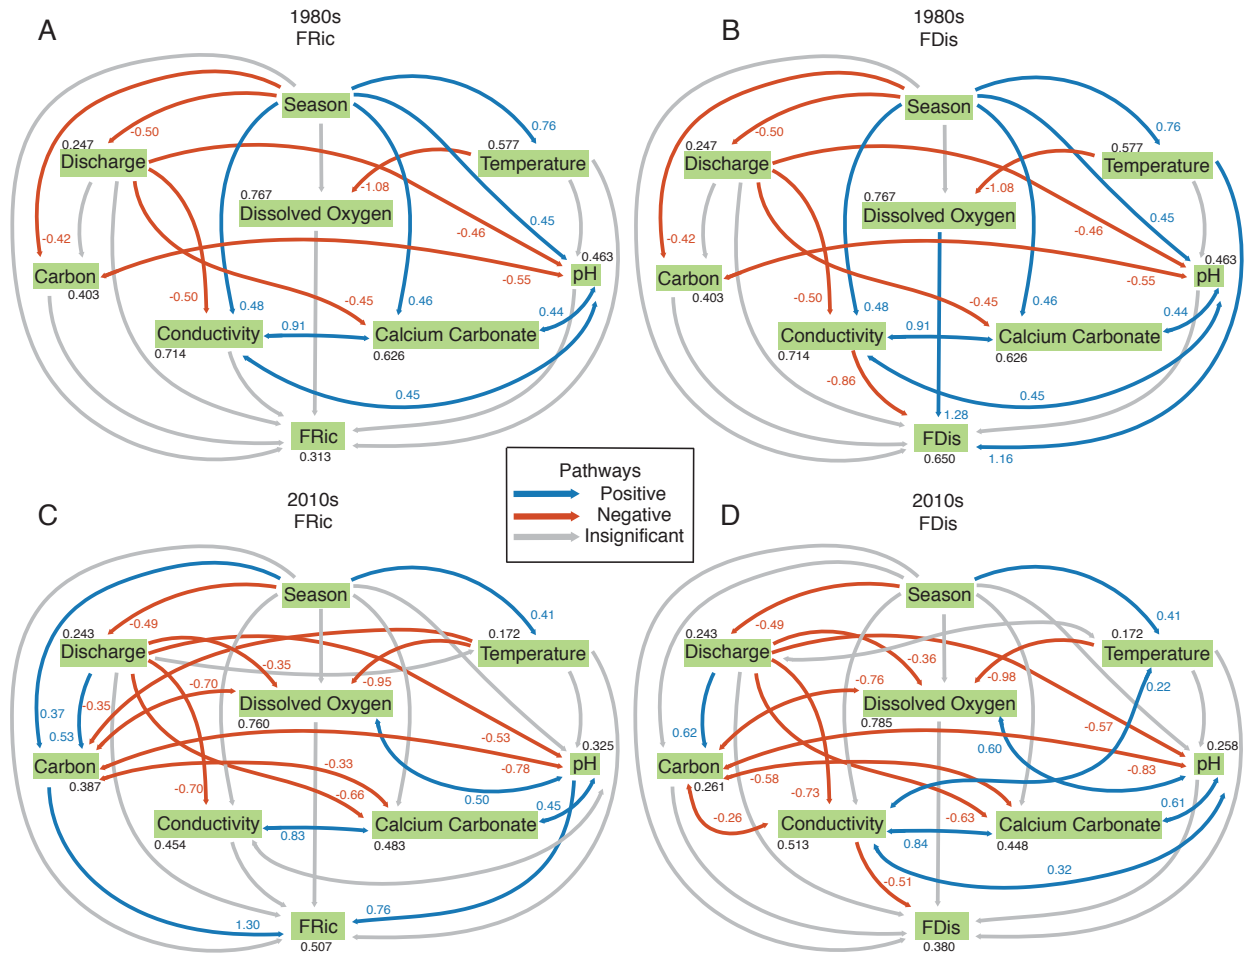 A
1980s
FRic
Season
-0.50
0.76
0.247
Discharge
0.577
Temperature
-1.08
0.767
Dissolved Oxygen
0.45
-0.42
-0.46
0.463
Carbon
0.403
-0.55
pH
-0.50
0.48
-0.45
0.46
0.44
Conductivity
0.714
0.91
Calcium Carbonate
0.626
0.45
FRic
0.313
B
1980s
FDis
Season
-0.50
0.76
0.247
Discharge
0.577
Temperature
-1.08
0.767
Dissolved Oxygen
0.45
-0.42
-0.46
0.463
Carbon
0.403
-0.55
pH
-0.50
0.48
-0.45
0.46
0.44
Conductivity
0.714
0.91
Calcium Carbonate
0.626
-0.86
0.45
1.28
FDis
0.650
1.16
Pathways
Positive
Negative
Insignificant
C
2010s
FRic
Season
-0.49
0.41
0.243
Discharge
0.172
Temperature
-0.35
-0.70
-0.95
-0.35
0.37
0.53
Dissolved Oxygen
0.760
-0.53
0.325
Carbon
0.387
-0.33
-0.78
pH
-0.70
-0.66
0.50
0.45
Conductivity
0.454
0.83
Calcium Carbonate
0.483
1.30
0.76
FRic
0.507
D
2010s
FDis
Season
-0.49
0.41
0.243
Discharge
0.172
Temperature
-0.36
-0.76
-0.98
0.22
0.62
Dissolved Oxygen
0.785
-0.57
0.60
0.258
Carbon
0.261
-0.58
-0.83
pH
-0.73
-0.26
-0.63
0.61
Conductivity
0.513
0.84
Calcium Carbonate
0.448
-0.51
0.32
FDis
0.380